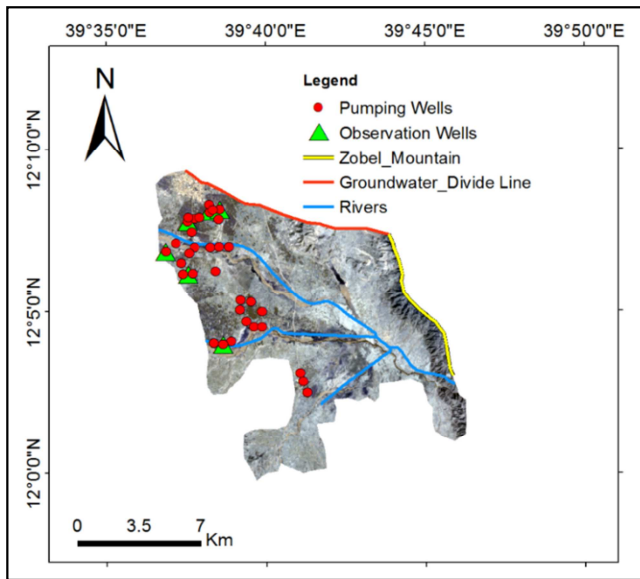 39°35'0"E 39°40'0"E 39°45'0"E 39°50'0"E
N
Legend
Pumping Wells
Observation Wells
Zobel_Mountain
Groundwater_Divide Line
Rivers
12°10'0"N
12°5'0"N
12°0'0"N
0 3.5 7
Km